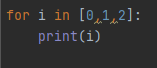 for i in [0,1,2]:
    print(i)